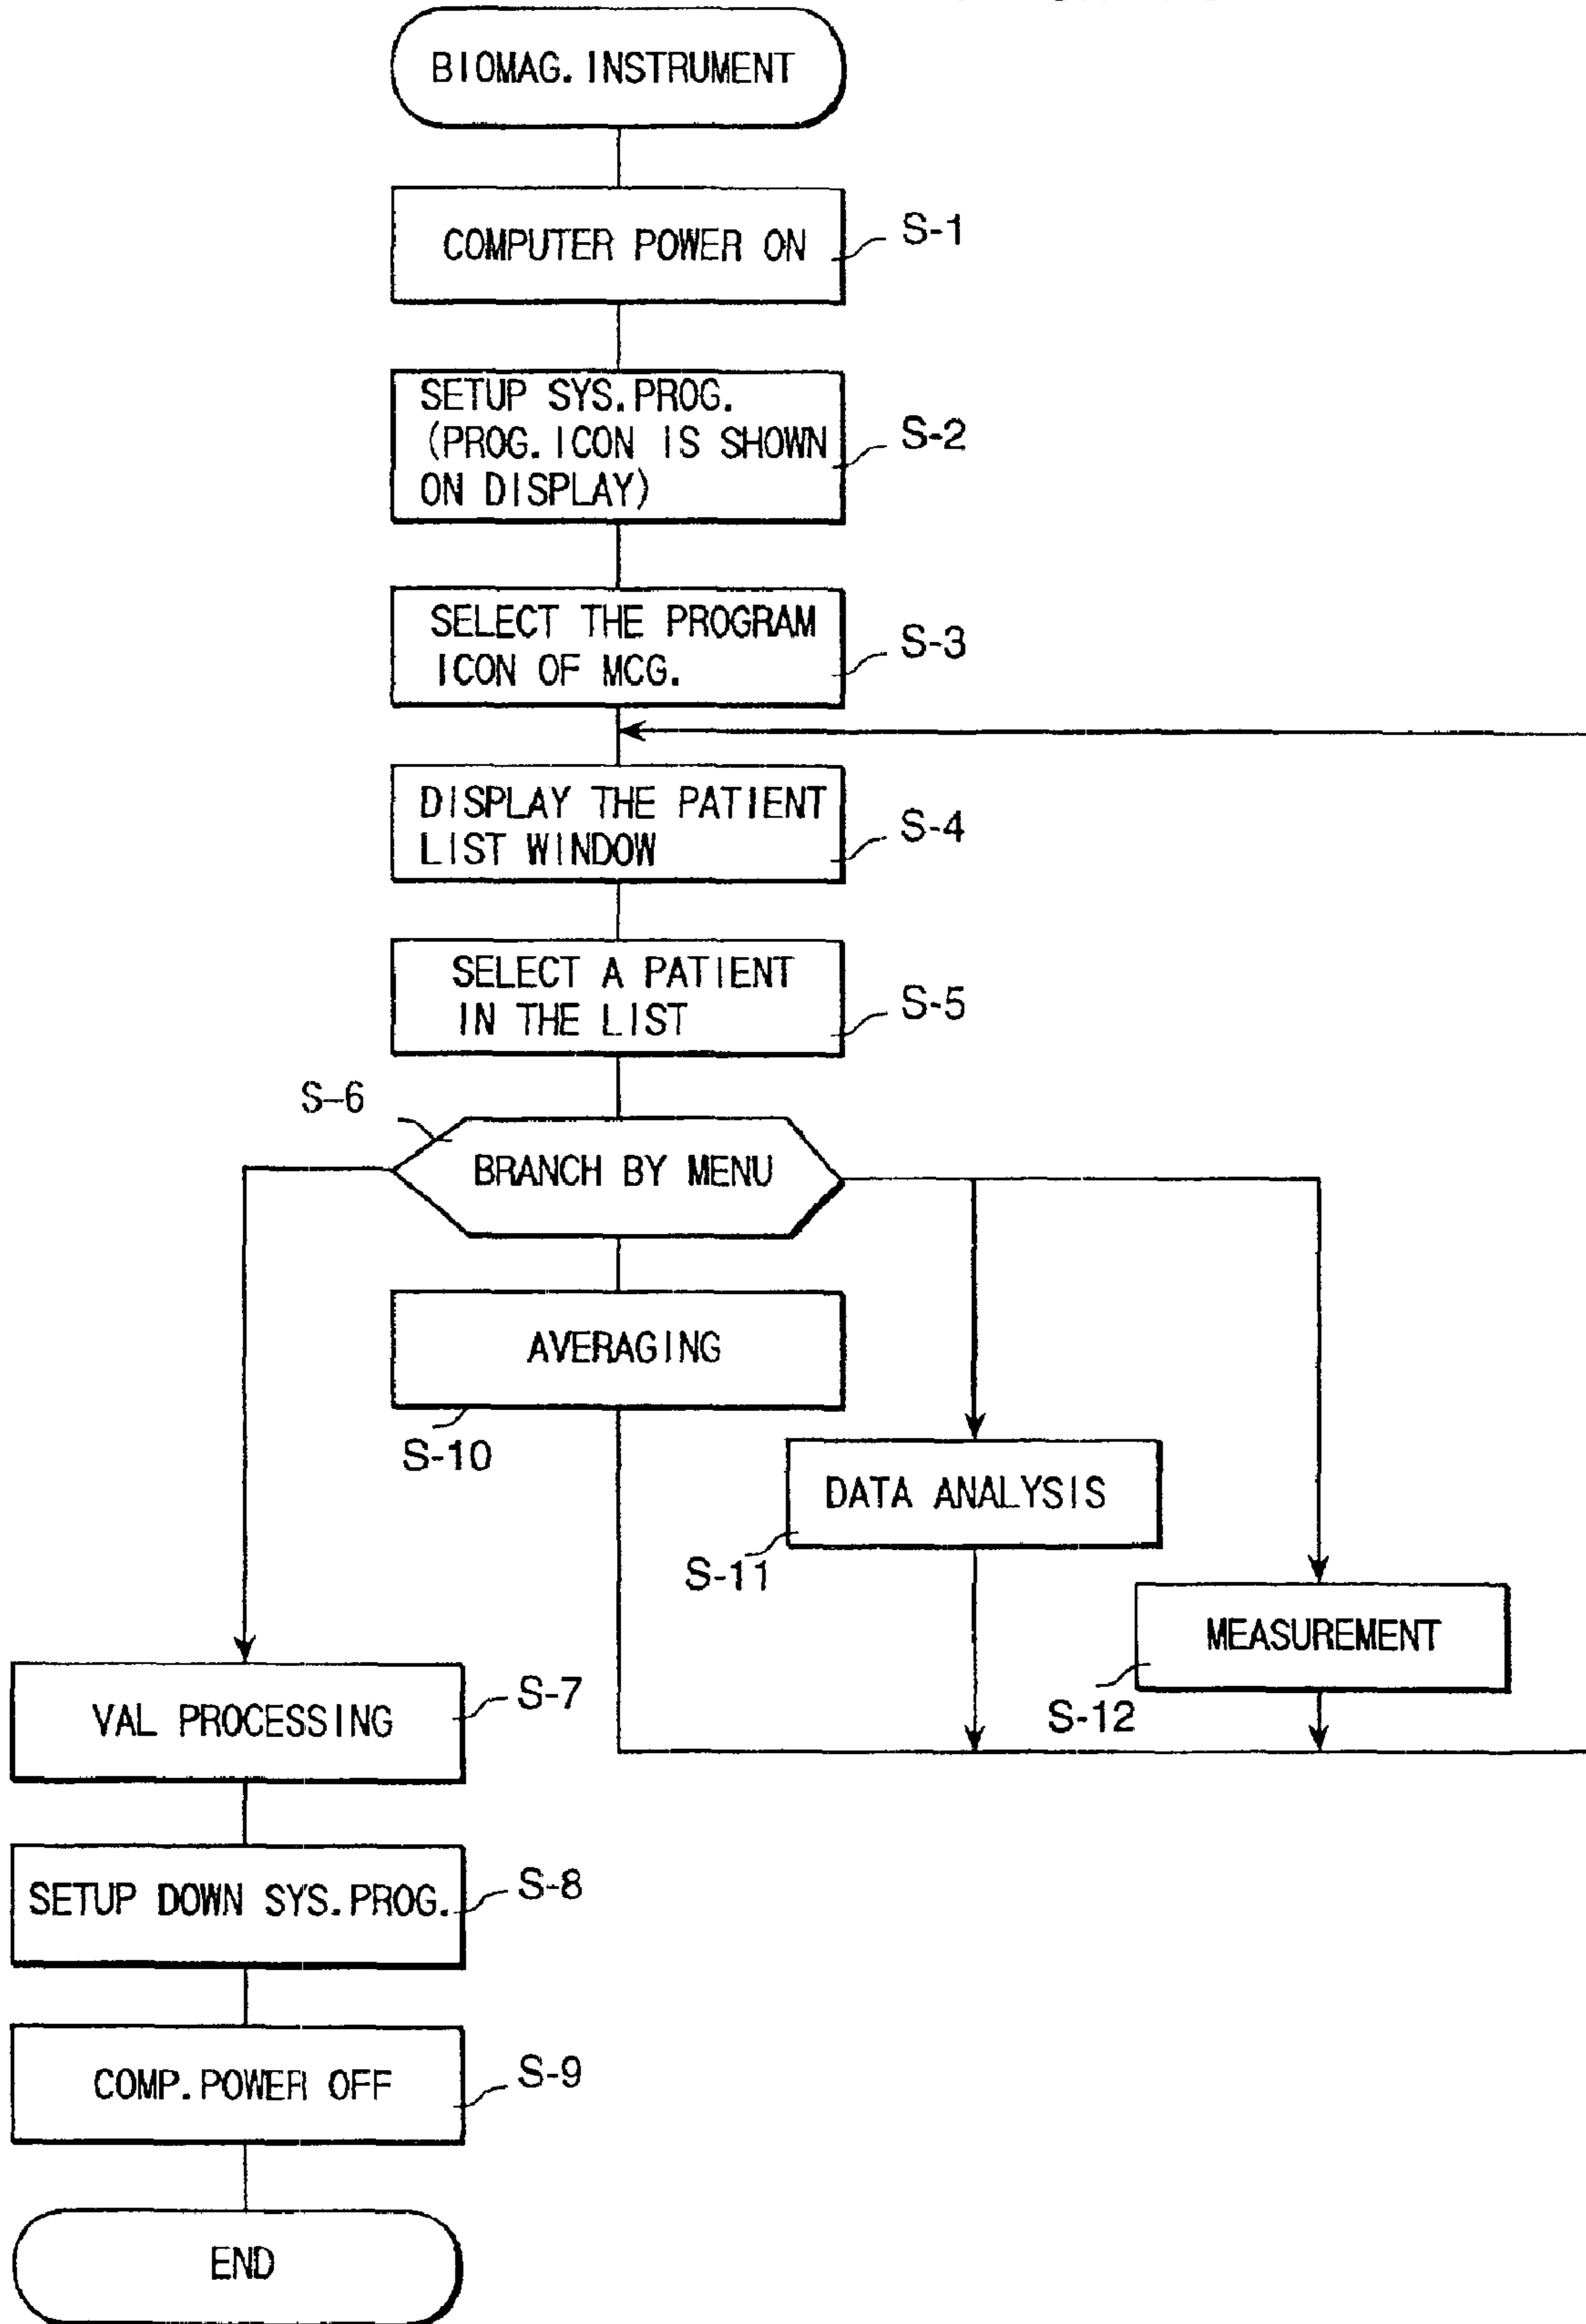 BIOMAG.INSTRUMENT
COMPUTER POWER ON
S-1
SETUP SYS.PROG.
(PROG.ICON IS SHOWN
ON DISPLAY)
S-2
SELECT THE PROGRAM
ICON OF MCG.
S-3
DISPLAY THE PATIENT
LIST WINDOW
S-4
SELECT A PATIENT
IN THE LIST
S-5
S-6
BRANCH BY MENU
AVERAGING
S-10
DATA ANALYSIS
S-11
MEASUREMENT
S-12
VAL PROCESSING
S-7
SETUP DOWN SYS.PROG.
S-8
COMP.POWER OFF
S-9
END